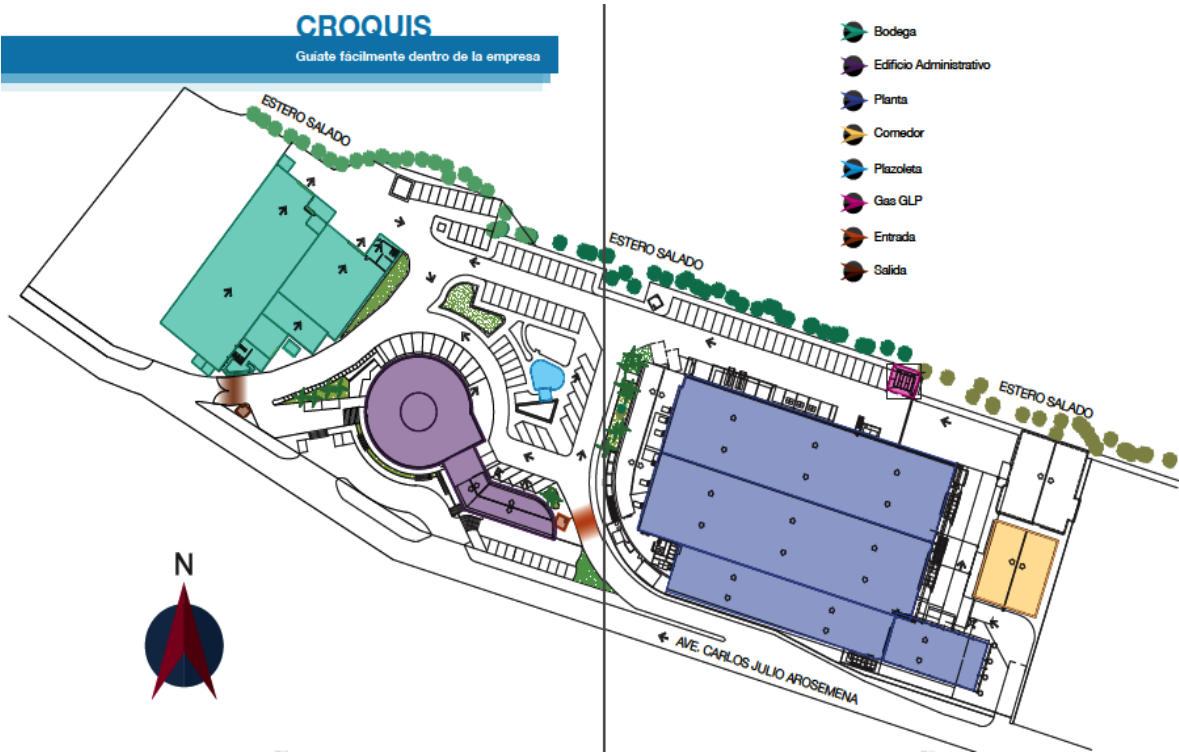 CROQUIS
Guíate fácilmente dentro de la empresa
Bodega
Edificio Administrativo
Planta
Comedor
Plazoleta
Gas GLP
Entrada
Salida
ESTERO SALADO
ESTERO SALADO
ESTERO SALADO
N
AVE. CARLOS JULIO AROSEMENA